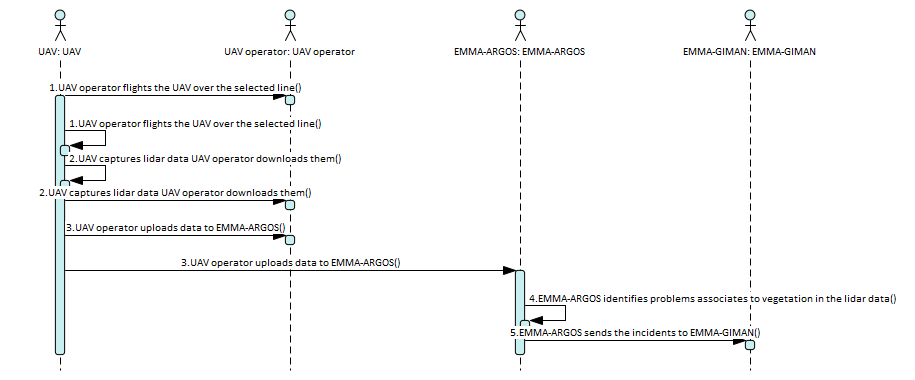 UAV: UAV
UAV operator: UAV operator
EMMA-ARGOS: EMMA-ARGOS
EMMA-GIMAN: EMMA-GIMAN
1.UAV operator flights the UAV over the selected line()
1.UAV operator flights the UAV over the selected line()
2.UAV captures lidar data UAV operator downloads them()
2.UAV captures lidar data UAV operator downloads them()
3.UAV operator uploads data to EMMA-ARGOS()
3.UAV operator uploads data to EMMA-ARGOS()
4.EMMA-ARGOS identifies problems associates to vegetation in the lidar data()
5.EMMA-ARGOS sends the incidents to EMMA-GIMAN()